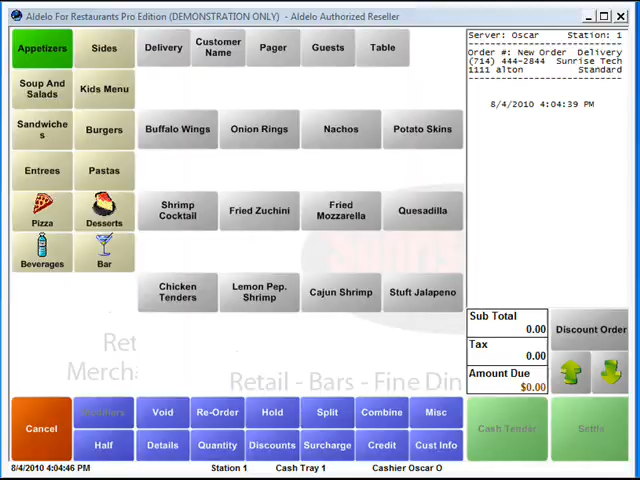 Aldelo For Restaurants Pro Edition (DEMONSTRATION ONLY) - Aldelo Authorized Reseller
Appetizers
Sides
Delivery
Customer
Name
Pager
Guests
Table
Server: Oscar Station: 1
Order #: New Order Delivery
(714) 444-2844 Sunrise Tech
1111 alton Standard
8/4/2010 4:04:39 PM
Soup And
Salads
Kids Menu
Sandwiche
s
Burgers
Buffalo Wings
Onion Rings
Nachos
Potato Skins
Entrees
Pastas
Pizza
Desserts
Shrimp
Cocktail
Fried Zuchini
Fried
Mozzarella
Quesadilla
Beverages
Bar
Chicken
Tenders
Lemon Pep.
Shrimp
Cajun Shrimp
Stuft Jalapeno
Sub Total
0.00
Tax
0.00
Amount Due
$0.00
Discount Order
Ret
Merch
Retail - Bars - Fine Din
Cancel
Modifiers
Void
Re-Order
Hold
Split
Combine
Misc
Cash Tender
Settle
Half
Details
Quantity
Discounts
Surcharge
Credit
Cust Info
8/4/2010 4:04:46 PM
Station 1
Cash Tray 1
Cashier Oscar O